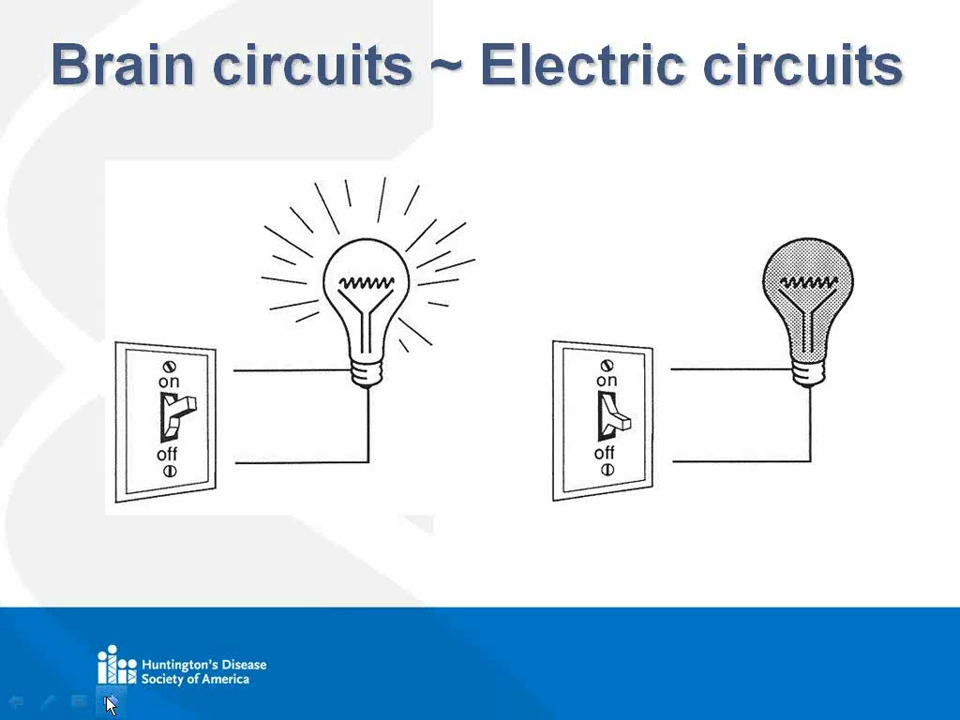 Brain circuits ~ Electric circuits
on
off
on
off
Huntington's Disease
Society of America